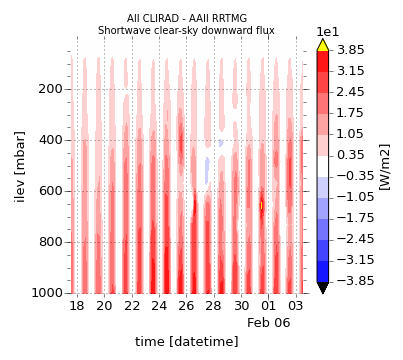 All CLIRAD - AAll RRTMG
Shortwave clear-sky downward flux
1e1
3.85
3.15
2.45
1.75
1.05
0.35
−0.35
−1.05
−1.75
−2.45
−3.15
−3.85
[W/m2]
ilev [mbar]
200
400
600
800
1000
18 20 22 24 26 28 30 01 03
Feb 06
time [datetime]